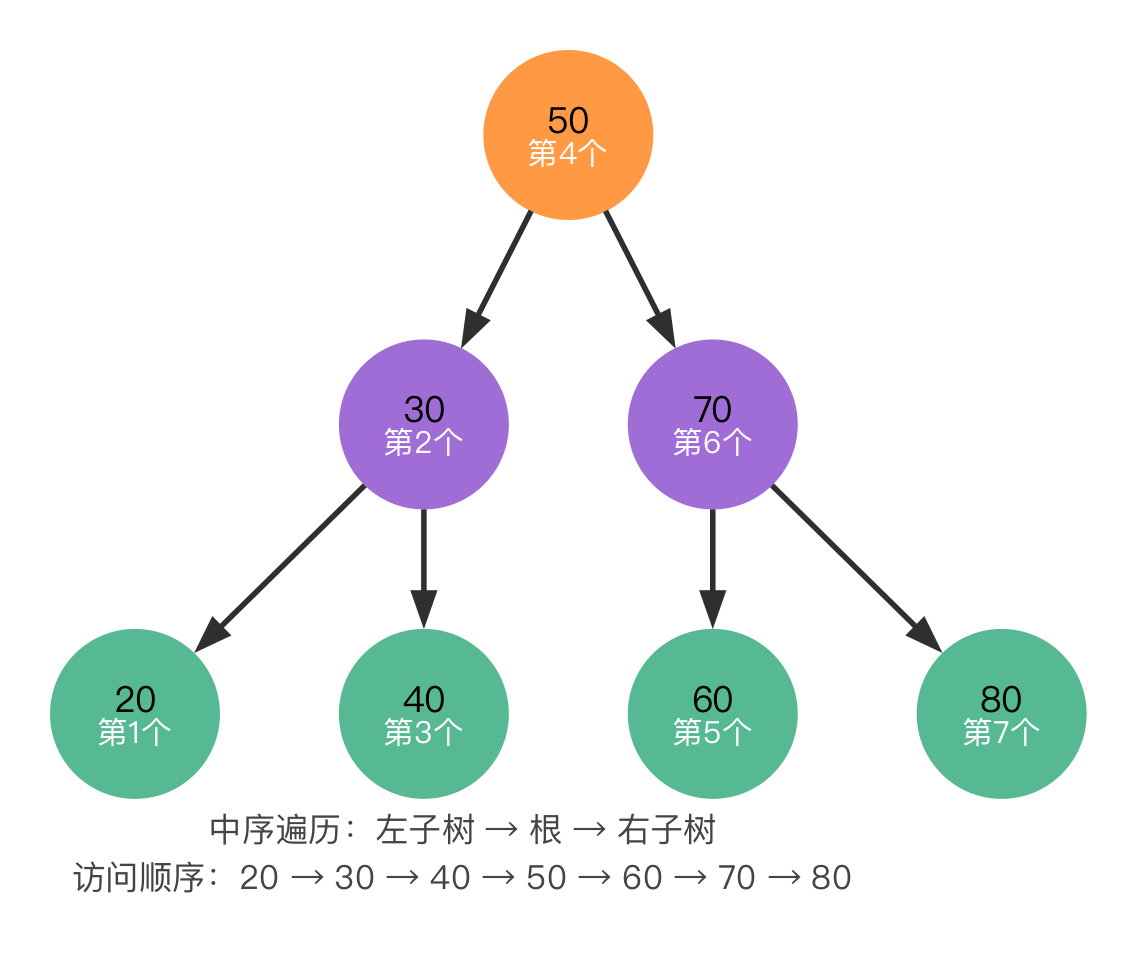 50
第4个
30
第2个
70
第6个
20
第1个
40
第3个
60
第5个
80
第7个
中序遍历：左子树 → 根 → 右子树
访问顺序：20 → 30 → 40 → 50 → 60 → 70 → 80